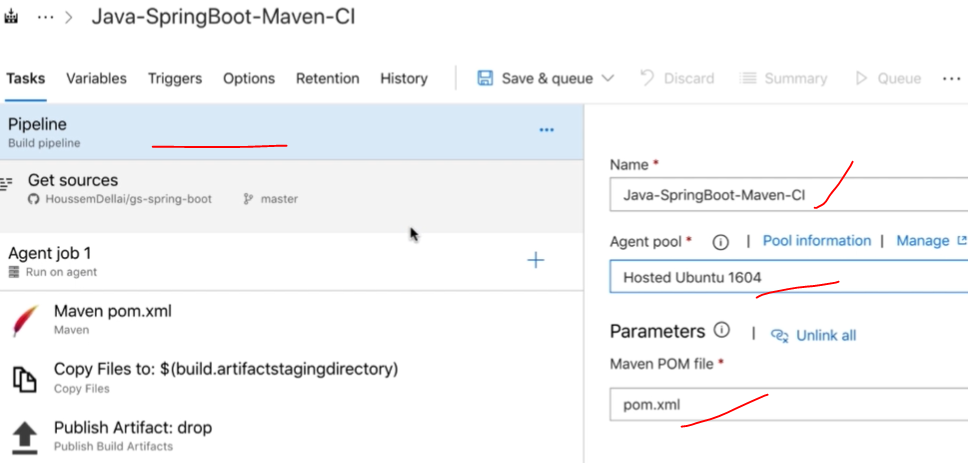 Java-SpringBoot-Maven-CI
Tasks Variables Triggers Options Retention History Save & queue Discard Summary Queue
Pipeline
Build pipeline
Get sources
HoussemDellai/gs-spring-boot master
Agent job 1
Run on agent
Maven pom.xml
Maven
Copy Files to: $(build.artifactstagingdirectory)
Copy Files
Publish Artifact: drop
Publish Build Artifacts
Name *
Java-SpringBoot-Maven-CI
Agent pool * | Pool information | Manage
Hosted Ubuntu 1604
Parameters | Unlink all
Maven POM file *
pom.xml